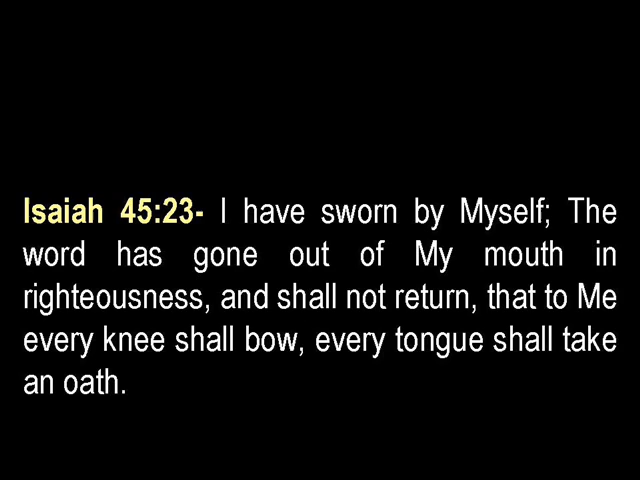 Isaiah 45:23- I have sworn by Myself; The
word has gone out of My mouth in
righteousness, and shall not return, that to Me
every knee shall bow, every tongue shall take
an oath.